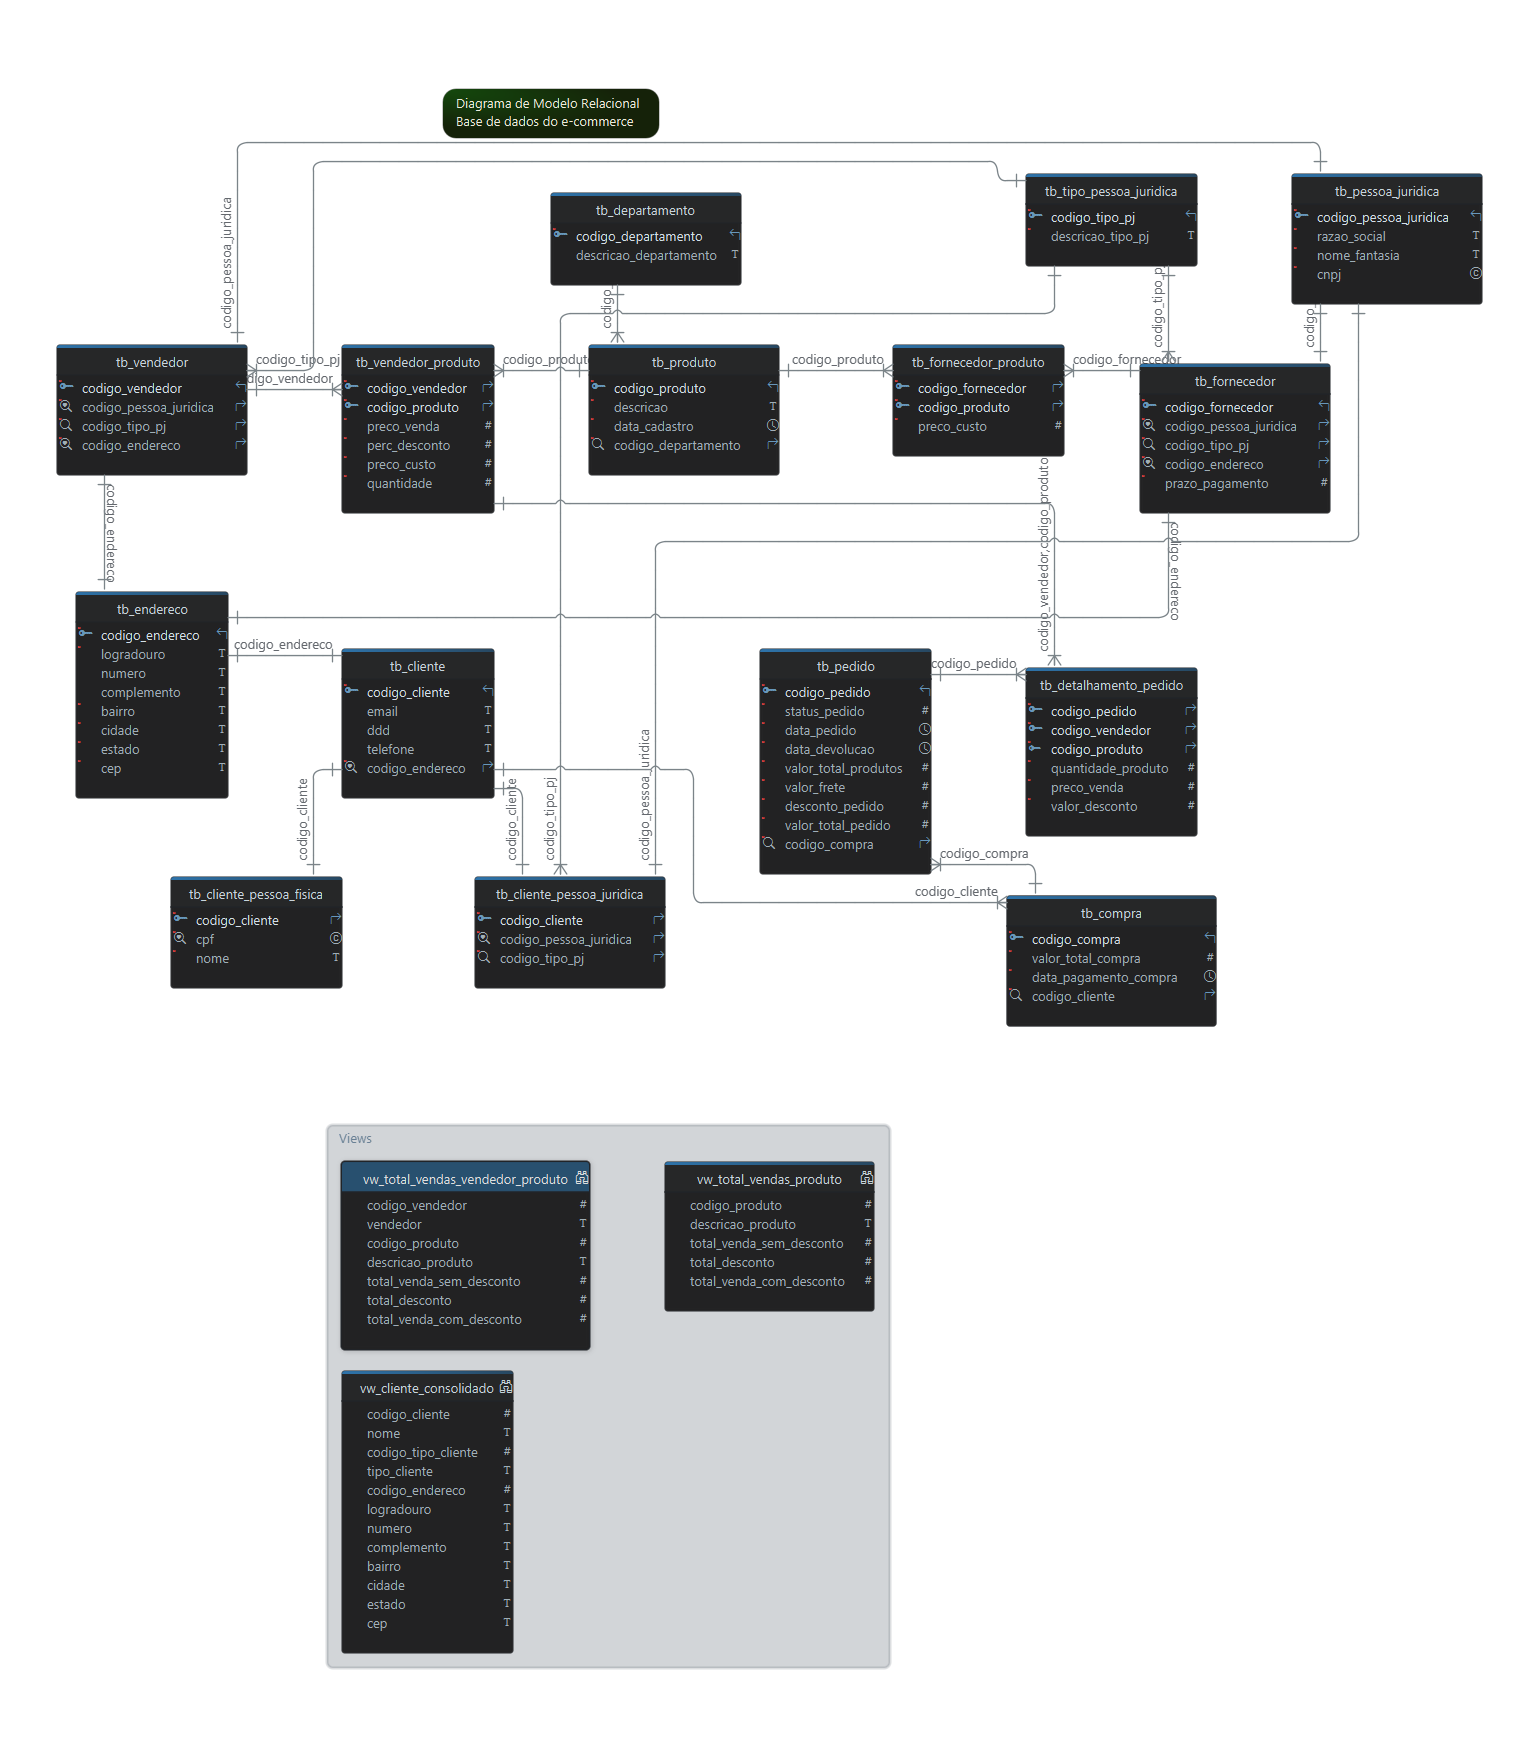 Diagrama de Modelo Relacional
Base de dados do e-commerce
codigo_pessoa_juridica
tb_departamento
codigo_departamento
descricao_departamento T
tb_tipo_pessoa_juridica
codigo_tipo_pj
descricao_tipo_pj T
tb_pessoa_juridica
codigo_pessoa_juridica
razao_social T
nome_fantasia T
cnpj ©
codigo_
codigo_tipo_p
codigo_
tb_vendedor
codigo_vendedor
codigo_pessoa_juridica
codigo_tipo_pj
codigo_endereco
codigo_tipo_pj
digo_vendedor
tb_vendedor_produto
codigo_vendedor
codigo_produto
preco_venda #
perc_desconto #
preco_custo #
quantidade #
codigo_produt
tb_produto
codigo_produto
descricao T
data_cadastro
codigo_departamento
codigo_produto
tb_fornecedor_produto
codigo_fornecedor
codigo_produto
preco_custo #
codigo_fornecedor
tb_fornecedor
codigo_fornecedor
codigo_pessoa_juridica
codigo_tipo_pj
codigo_endereco
prazo_pagamento #
codigo_endereco
codigo_vendedor,codigo_produto
codigo_endereco
tb_endereco
codigo_endereco
logradouro T
numero T
complemento T
bairro T
cidade T
estado T
cep T
codigo_endereco
tb_cliente
codigo_cliente
email T
ddd T
telefone T
codigo_endereco
tb_pedido
codigo_pedido
status_pedido #
data_pedido
data_devolucao
valor_total_produtos #
valor_frete #
desconto_pedido #
valor_total_pedido #
codigo_compra
codigo_pedido
tb_detalhamento_pedido
codigo_pedido
codigo_vendedor
codigo_produto
quantidade_produto #
preco_venda #
valor_desconto #
codigo_cliente
codigo_cliente
codigo_tipo_pj
codigo_pessoa_juridica
codigo_compra
codigo_cliente
tb_cliente_pessoa_fisica
codigo_cliente
cpf ©
nome T
tb_cliente_pessoa_juridica
codigo_cliente
codigo_pessoa_juridica
codigo_tipo_pj
tb_compra
codigo_compra
valor_total_compra #
data_pagamento_compra
codigo_cliente
Views
vw_total_vendas_vendedor_produto
codigo_vendedor #
vendedor T
codigo_produto #
descricao_produto T
total_venda_sem_desconto #
total_desconto #
total_venda_com_desconto #
vw_total_vendas_produto
codigo_produto #
descricao_produto T
total_venda_sem_desconto #
total_desconto #
total_venda_com_desconto #
vw_cliente_consolidado
codigo_cliente #
nome T
codigo_tipo_cliente #
tipo_cliente T
codigo_endereco #
logradouro T
numero T
complemento T
bairro T
cidade T
estado T
cep T